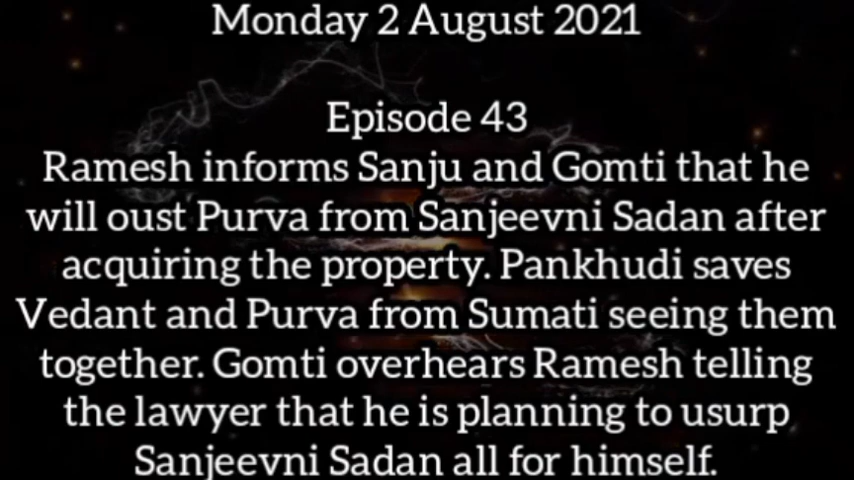 Monday 2 August 2021
Episode 43
Ramesh informs Sanju and Gomti that he
will oust Purva from Sanjeevni Sadan after
acquiring the property. Pankhudi saves
Vedant and Purva from Sumati seeing them
together. Gomti overhears Ramesh telling
the lawyer that he is planning to usurp
Sanjeevni Sadan all for himself.